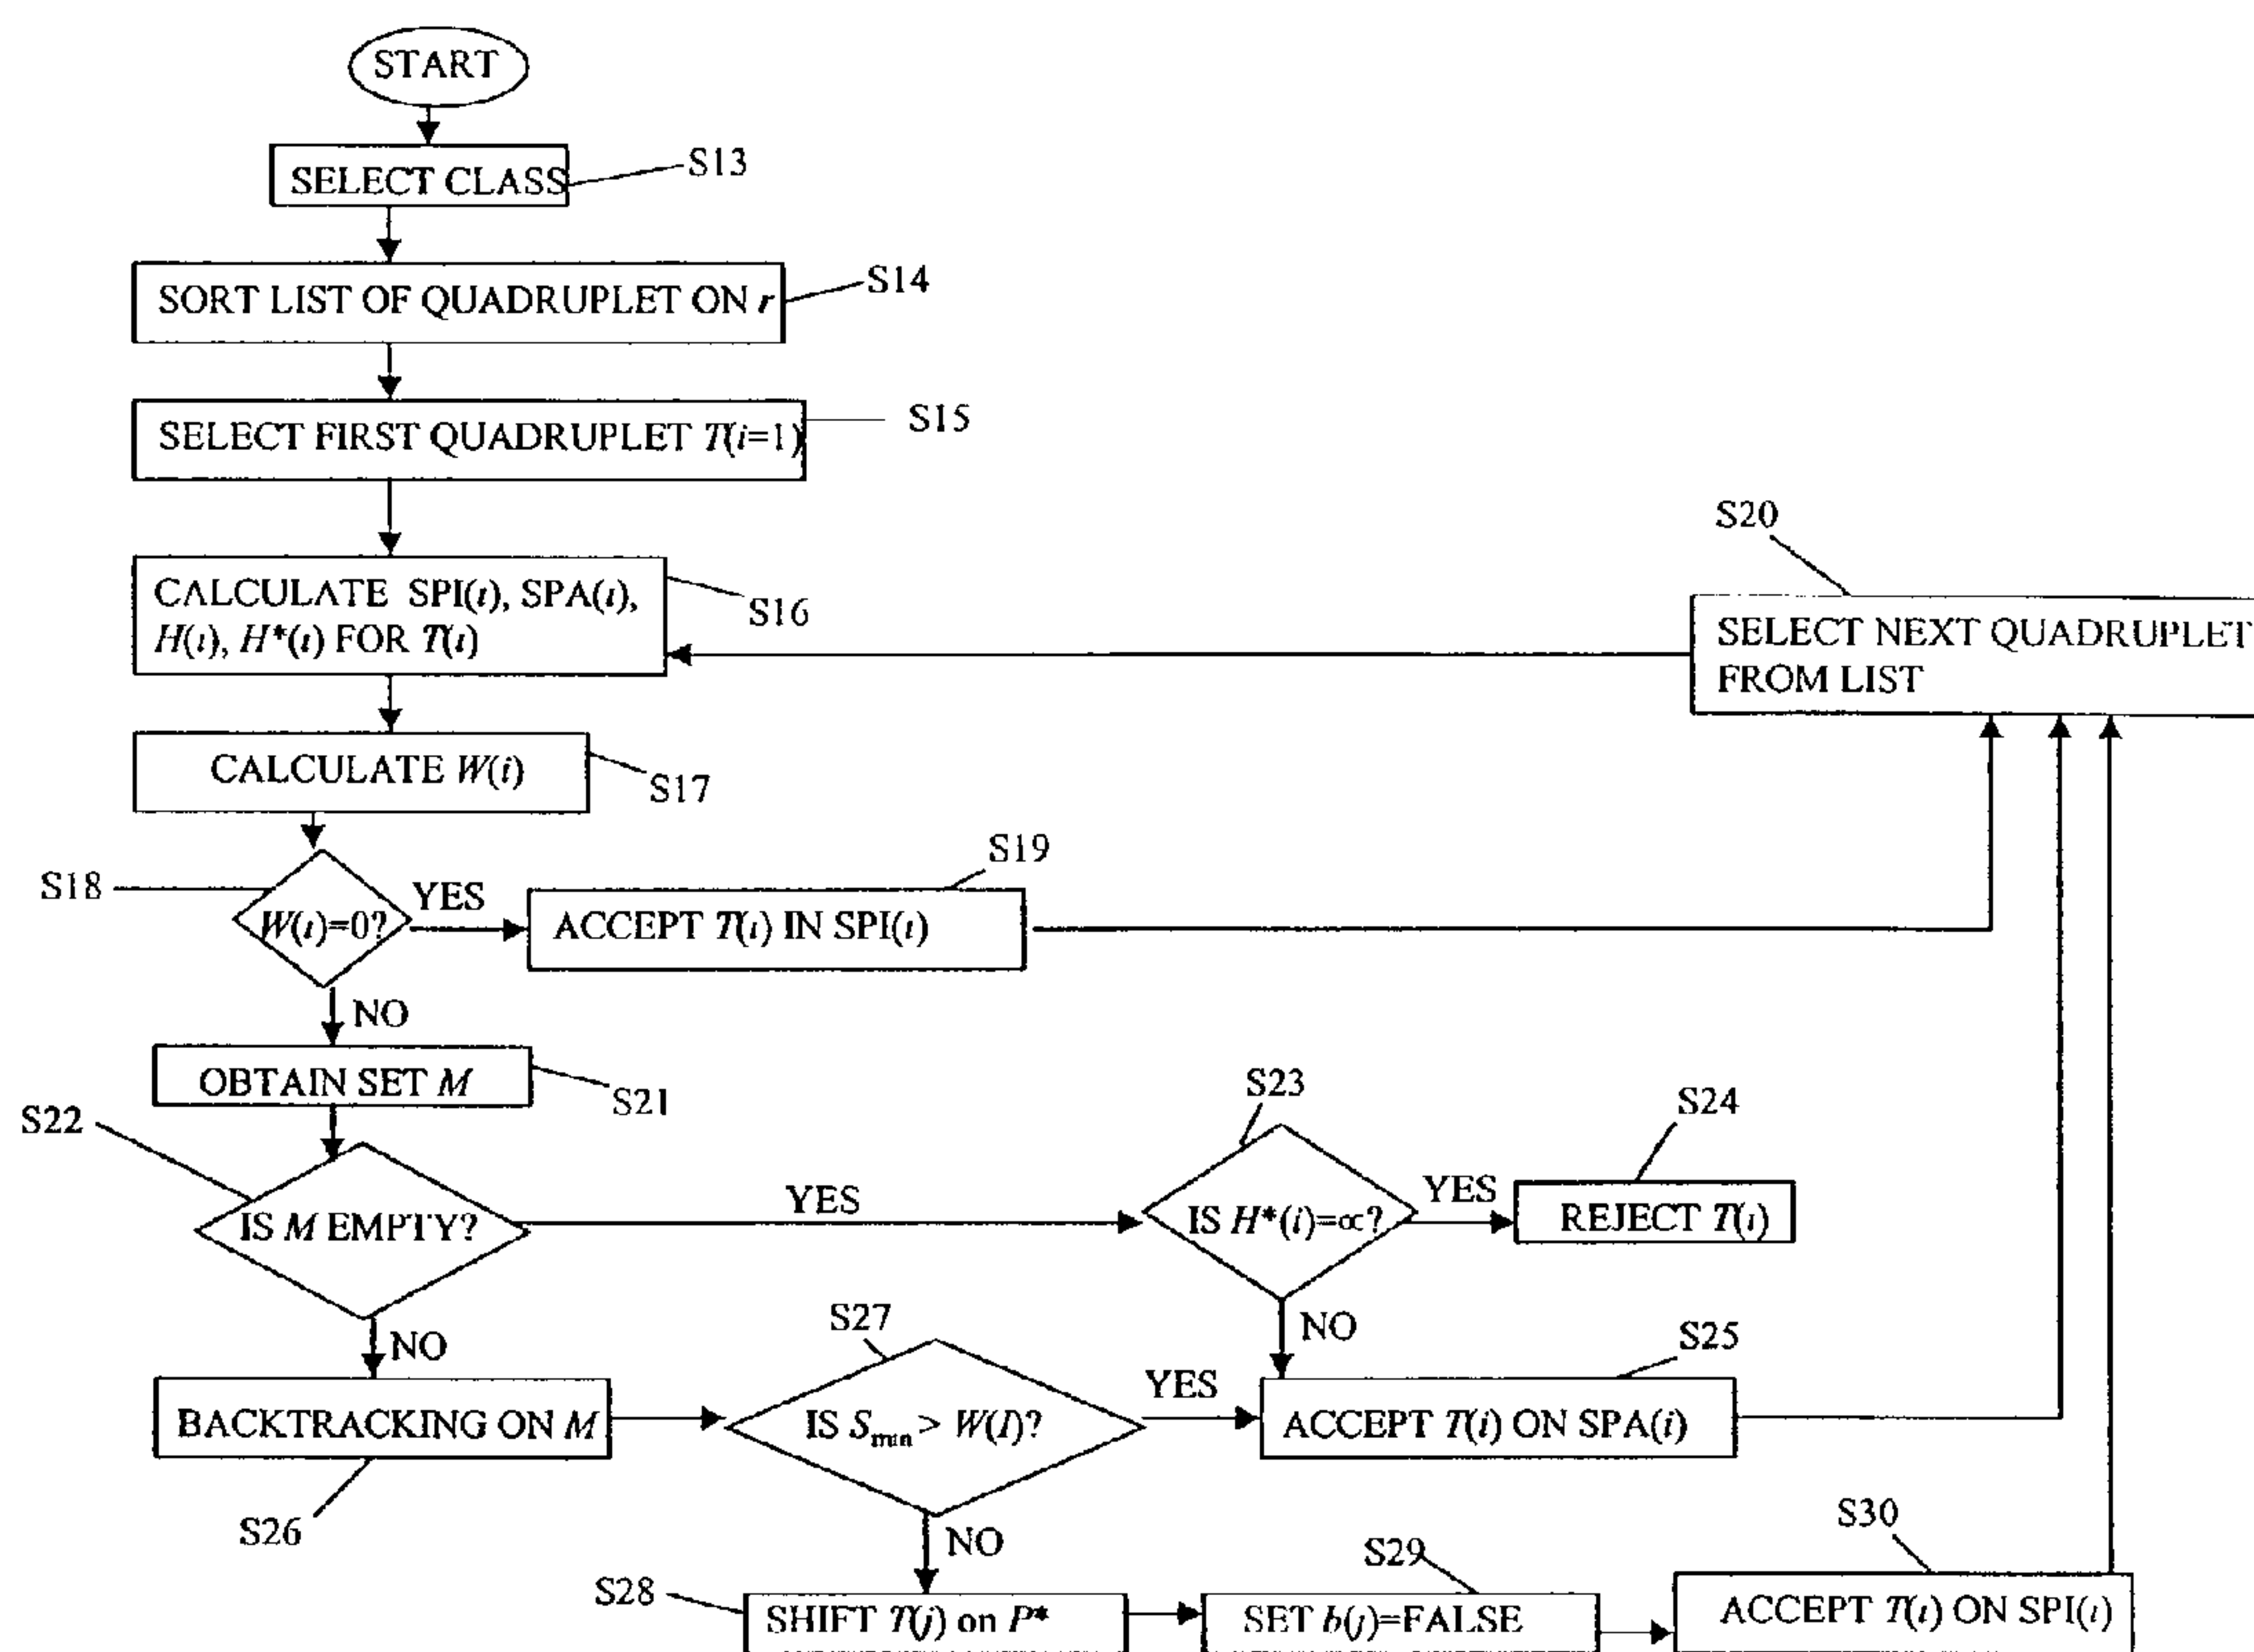 START
SELECT CLASS
S13
SORT LIST OF QUADRUPLET ON r
S14
SELECT FIRST QUADRUPLET T(i=1)
S15
CALCULATE SPI(i), SPA(i),
H(i), H*(i) FOR T(i)
S16
S20
SELECT NEXT QUADRUPLET
FROM LIST
CALCULATE W(i)
S17
S18
W(i)=0?
YES
S19
ACCEPT T(i) IN SPI(i)
NO
OBTAIN SET M
S21
S22
IS M EMPTY?
YES
S23
IS H*(i)=∝?
YES
S24
REJECT T(i)
NO
NO
BACKTRACKING ON M
S26
S27
IS Smin > W(I)?
YES
S25
ACCEPT T(i) ON SPA(i)
NO
S28
SHIFT T(j) on P*
S29
SET b(j)=FALSE
S30
ACCEPT T(i) ON SPI(i)